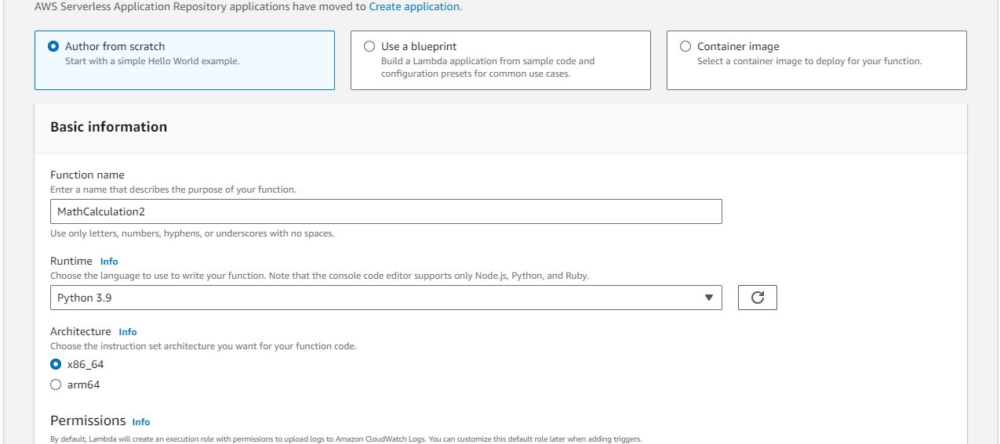 AWS Serverless Application Repository applications have moved to Create application.
Author from scratch
Start with a simple Hello World example.
Use a blueprint
Build a Lambda application from sample code and
configuration presets for common use cases.
Container image
Select a container image to deploy for your function.
Basic information
Function name
Enter a name that describes the purpose of your function.
MathCalculation2
Use only letters, numbers, hyphens, or underscores with no spaces.
Runtime Info
Choose the language to use to write your function. Note that the console code editor supports only Node.js, Python, and Ruby.
Python 3.9
Architecture Info
Choose the instruction set architecture you want for your function code.
x86_64
arm64
Permissions Info
By default, Lambda will create an execution role with permissions to upload logs to Amazon CloudWatch Logs. You can customize this default role later when adding triggers.